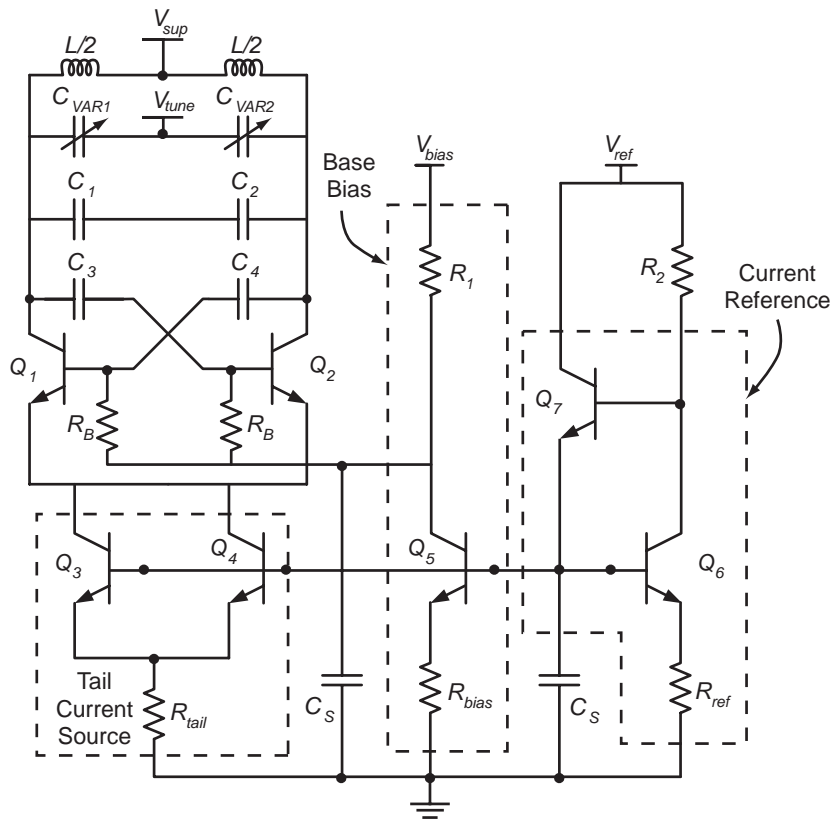 V_sup
L/2
L/2
C_VAR1
V_tune
C_VAR2
C_1
C_2
C_3
C_4
Q_1
Q_2
R_B
R_B
Base
Bias
V_bias
V_ref
R_1
R_2
Current
Reference
Q_7
Q_3
Q_4
Q_5
Q_6
Tail
Current
Source
R_tail
C_S
R_bias
C_S
R_ref